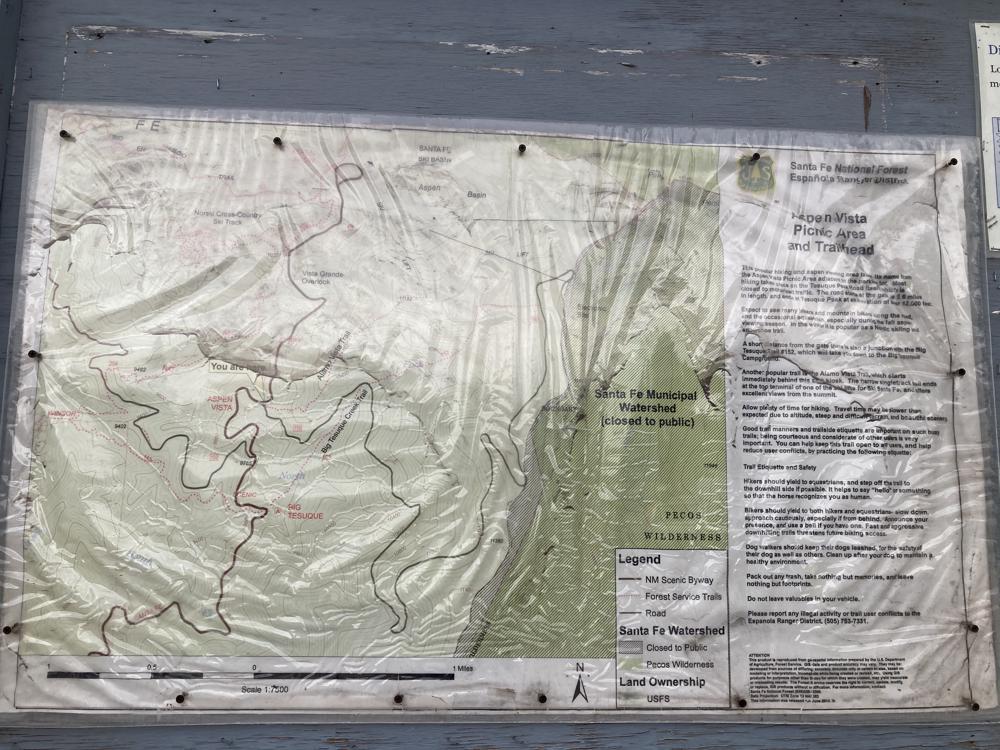 F E
SANTA FE
SKI BASIN
Aspen
Basin
Norski Cross-Country
Ski Track
Vista Grande
Overlook
You are
9402
ASPEN
VISTA
Big Tesuque Creek Trail
9402
North
BIG
TESUQUE
Santa Fe Municipal
Watershed
(closed to public)
PECOS
WILDERNESS
Legend
NM Scenic Byway
Forest Service Trails
Road
Santa Fe Watershed
Closed to Public
Pecos Wilderness
Land Ownership
USFS
1 0.5 0 1 Miles
Scale 1:7500
N
Santa Fe National Forest
Española Ranger District
Aspen Vista
Picnic Area
and Trailhead
This popular hiking and aspen viewing area takes its name from
the Aspen Vista Picnic Area adjacent to the parking lot. Most
hiking takes place on the Tesuque Peak Road
closed to motorized traffic. The road
in length, and ends at Tesuque Peak at an elevation of over 12,000 feet.
Expect to see many hikers and mountain bikers along the road,
and the occasional equestrian, especially during the fall aspen
viewing season. In the winter it is popular as a Nordic skiing and
snowshoe trail.
A short distance from the gate there is also a junction with the Big
Tesuque Trail #152, which will take you down to the Big Tesuque
Campground.
Another popular trail is the Alamo Vista Trail, which starts
immediately behind this kiosk. The narrow singletrack trail ends
at the top terminal of one of the ski lifts for Ski Santa Fe, and offers
excellent views from the summit.
Allow plenty of time for hiking. Travel time may be slower than
expected due to altitude, steep and difficult terrain, and beautiful scenery.
Good trail manners and trailside etiquette are important on such busy
trails; being courteous and considerate of other users is very
important. You can help keep this trail open to all users, and help
reduce user conflicts, by practicing the following etiquette:
Trail Etiquette and Safety
Hikers should yield to equestrians, and step off the trail to
the downhill side if possible. It helps to say "hello" or something
so that the horse recognizes you as human.
Bikers should yield to both hikers and equestrians- slow down,
approach cautiously, especially if from behind. Announce your
presence, and use a bell if you have one. Fast and aggressive
downhilling trails threatens future biking access.
Dog walkers should keep their dogs leashed, for the safety of
their dog as well as others. Clean up after your dog to maintain a
healthy environment.
Pack out any trash, take nothing but memories, and leave
nothing but footprints.
Do not leave valuables in your vehicle.
Please report any illegal activity or trail user conflicts to the
Espanola Ranger District, (505) 753-7331.
ATTENTION
This product is reproduced from geospatial information prepared by the U.S. Department
of Agriculture, Forest Service.